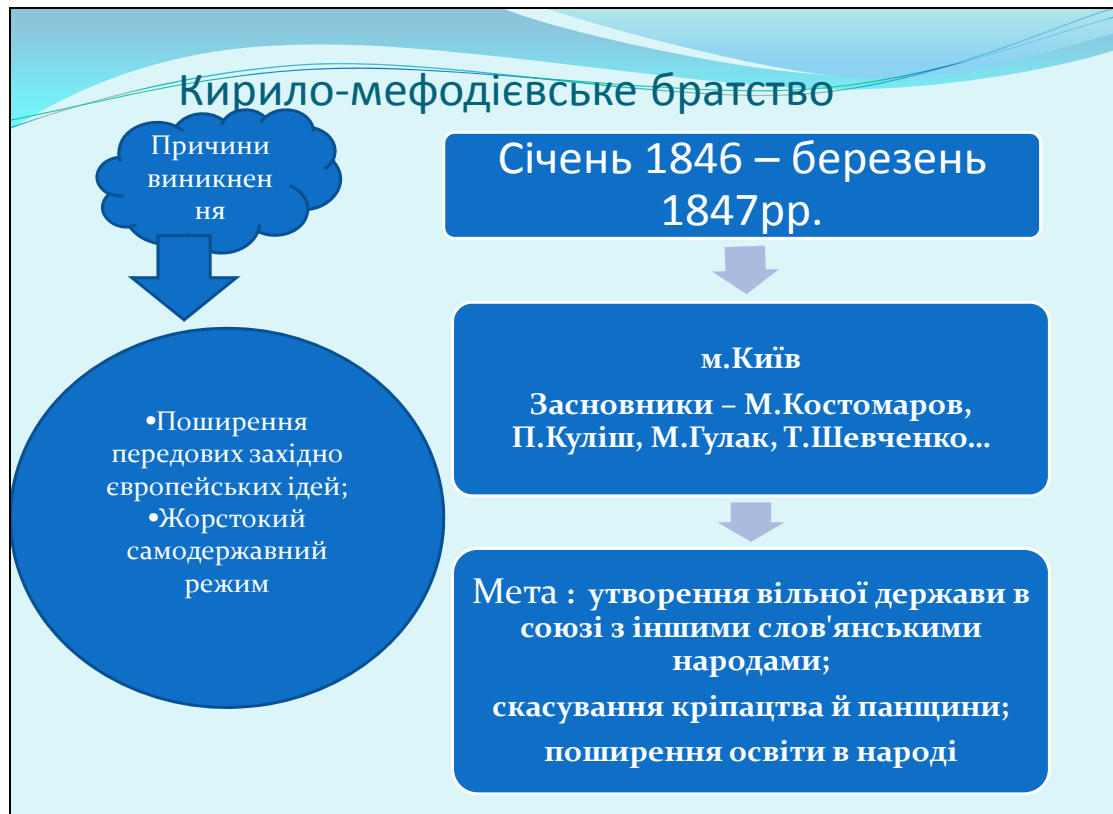 Кирило-мефодієвське братство
Причини
виникнен
ня
•Поширення
передових західно
європейських ідей;
•Жорстокий
самодержавний
режим
Січень 1846 – березень
1847рр.
м.Київ
Засновники – М.Костомаров,
П.Куліш, М.Гулак, Т.Шевченко...
Мета : утворення вільної держави в
союзі з іншими слов'янськими
народами;
скасування кріпацтва й панщини;
поширення освіти в народі